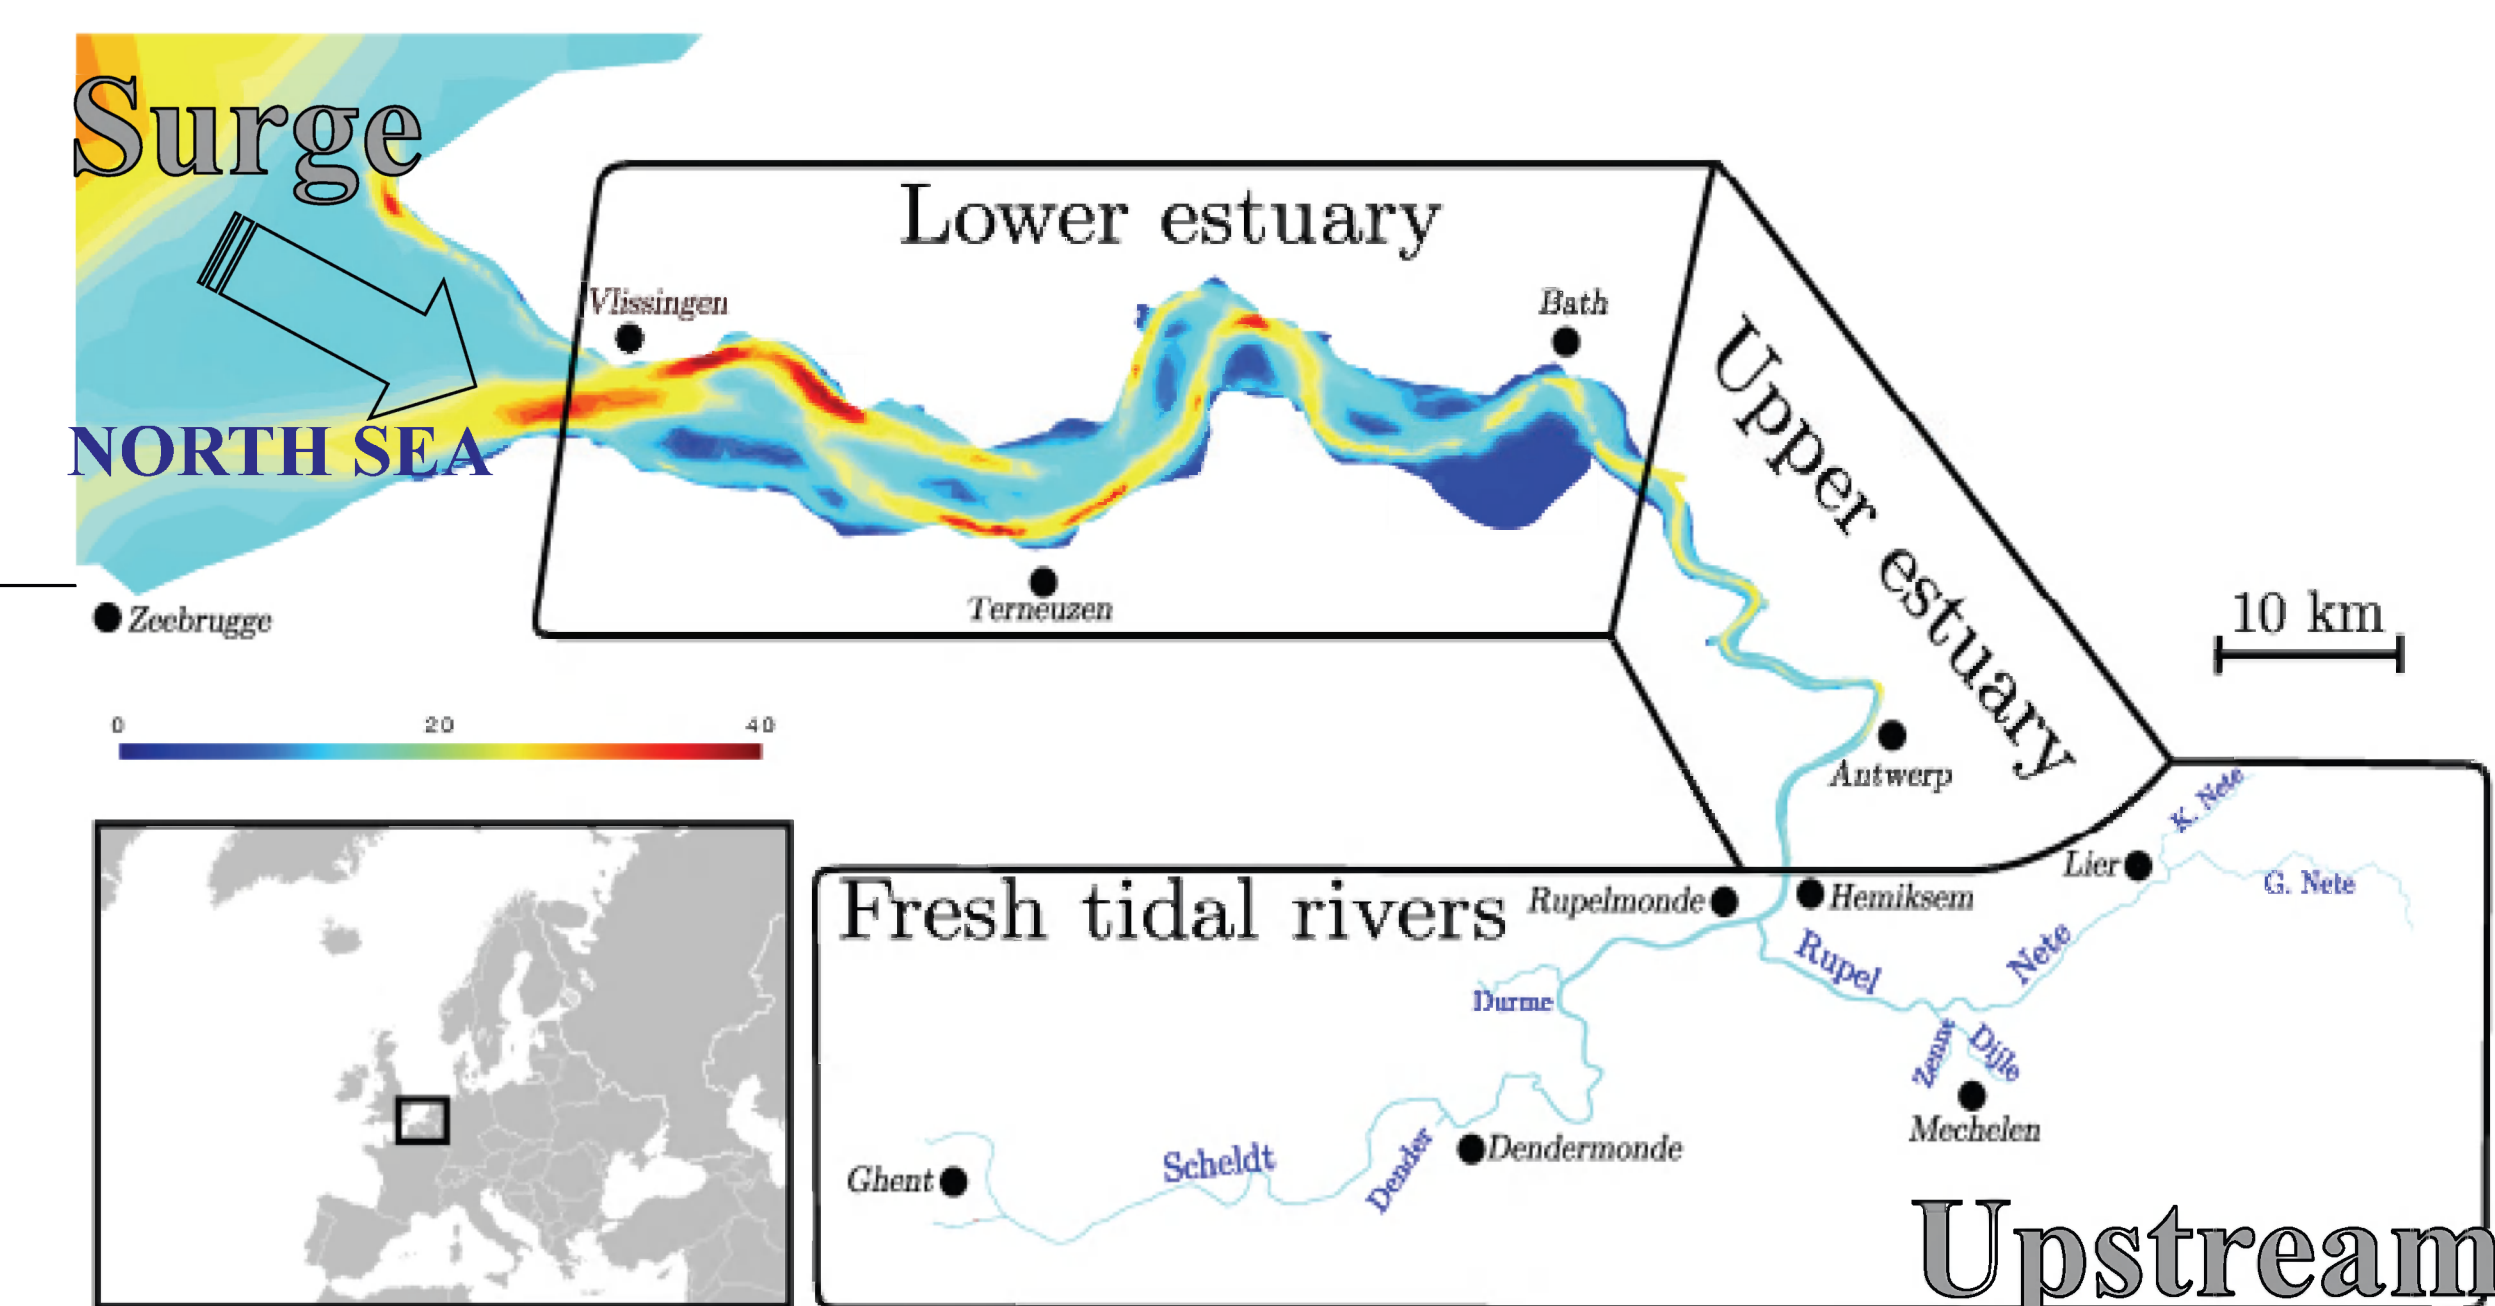 Surge
NORTH SEA
Lower estuary
Vlissingen
Bath
Terneuzen
Zeebrugge
Upper estuary
10 km
0 20 40
Antwerp
K. Nete
Lier
G. Nete
Fresh tidal rivers
Rupelmonde
Hemiksem
Rupel
Nete
Durme
Zenne
Dijle
Mechelen
Dendermonde
Dender
Scheldt
Ghent
Upstream